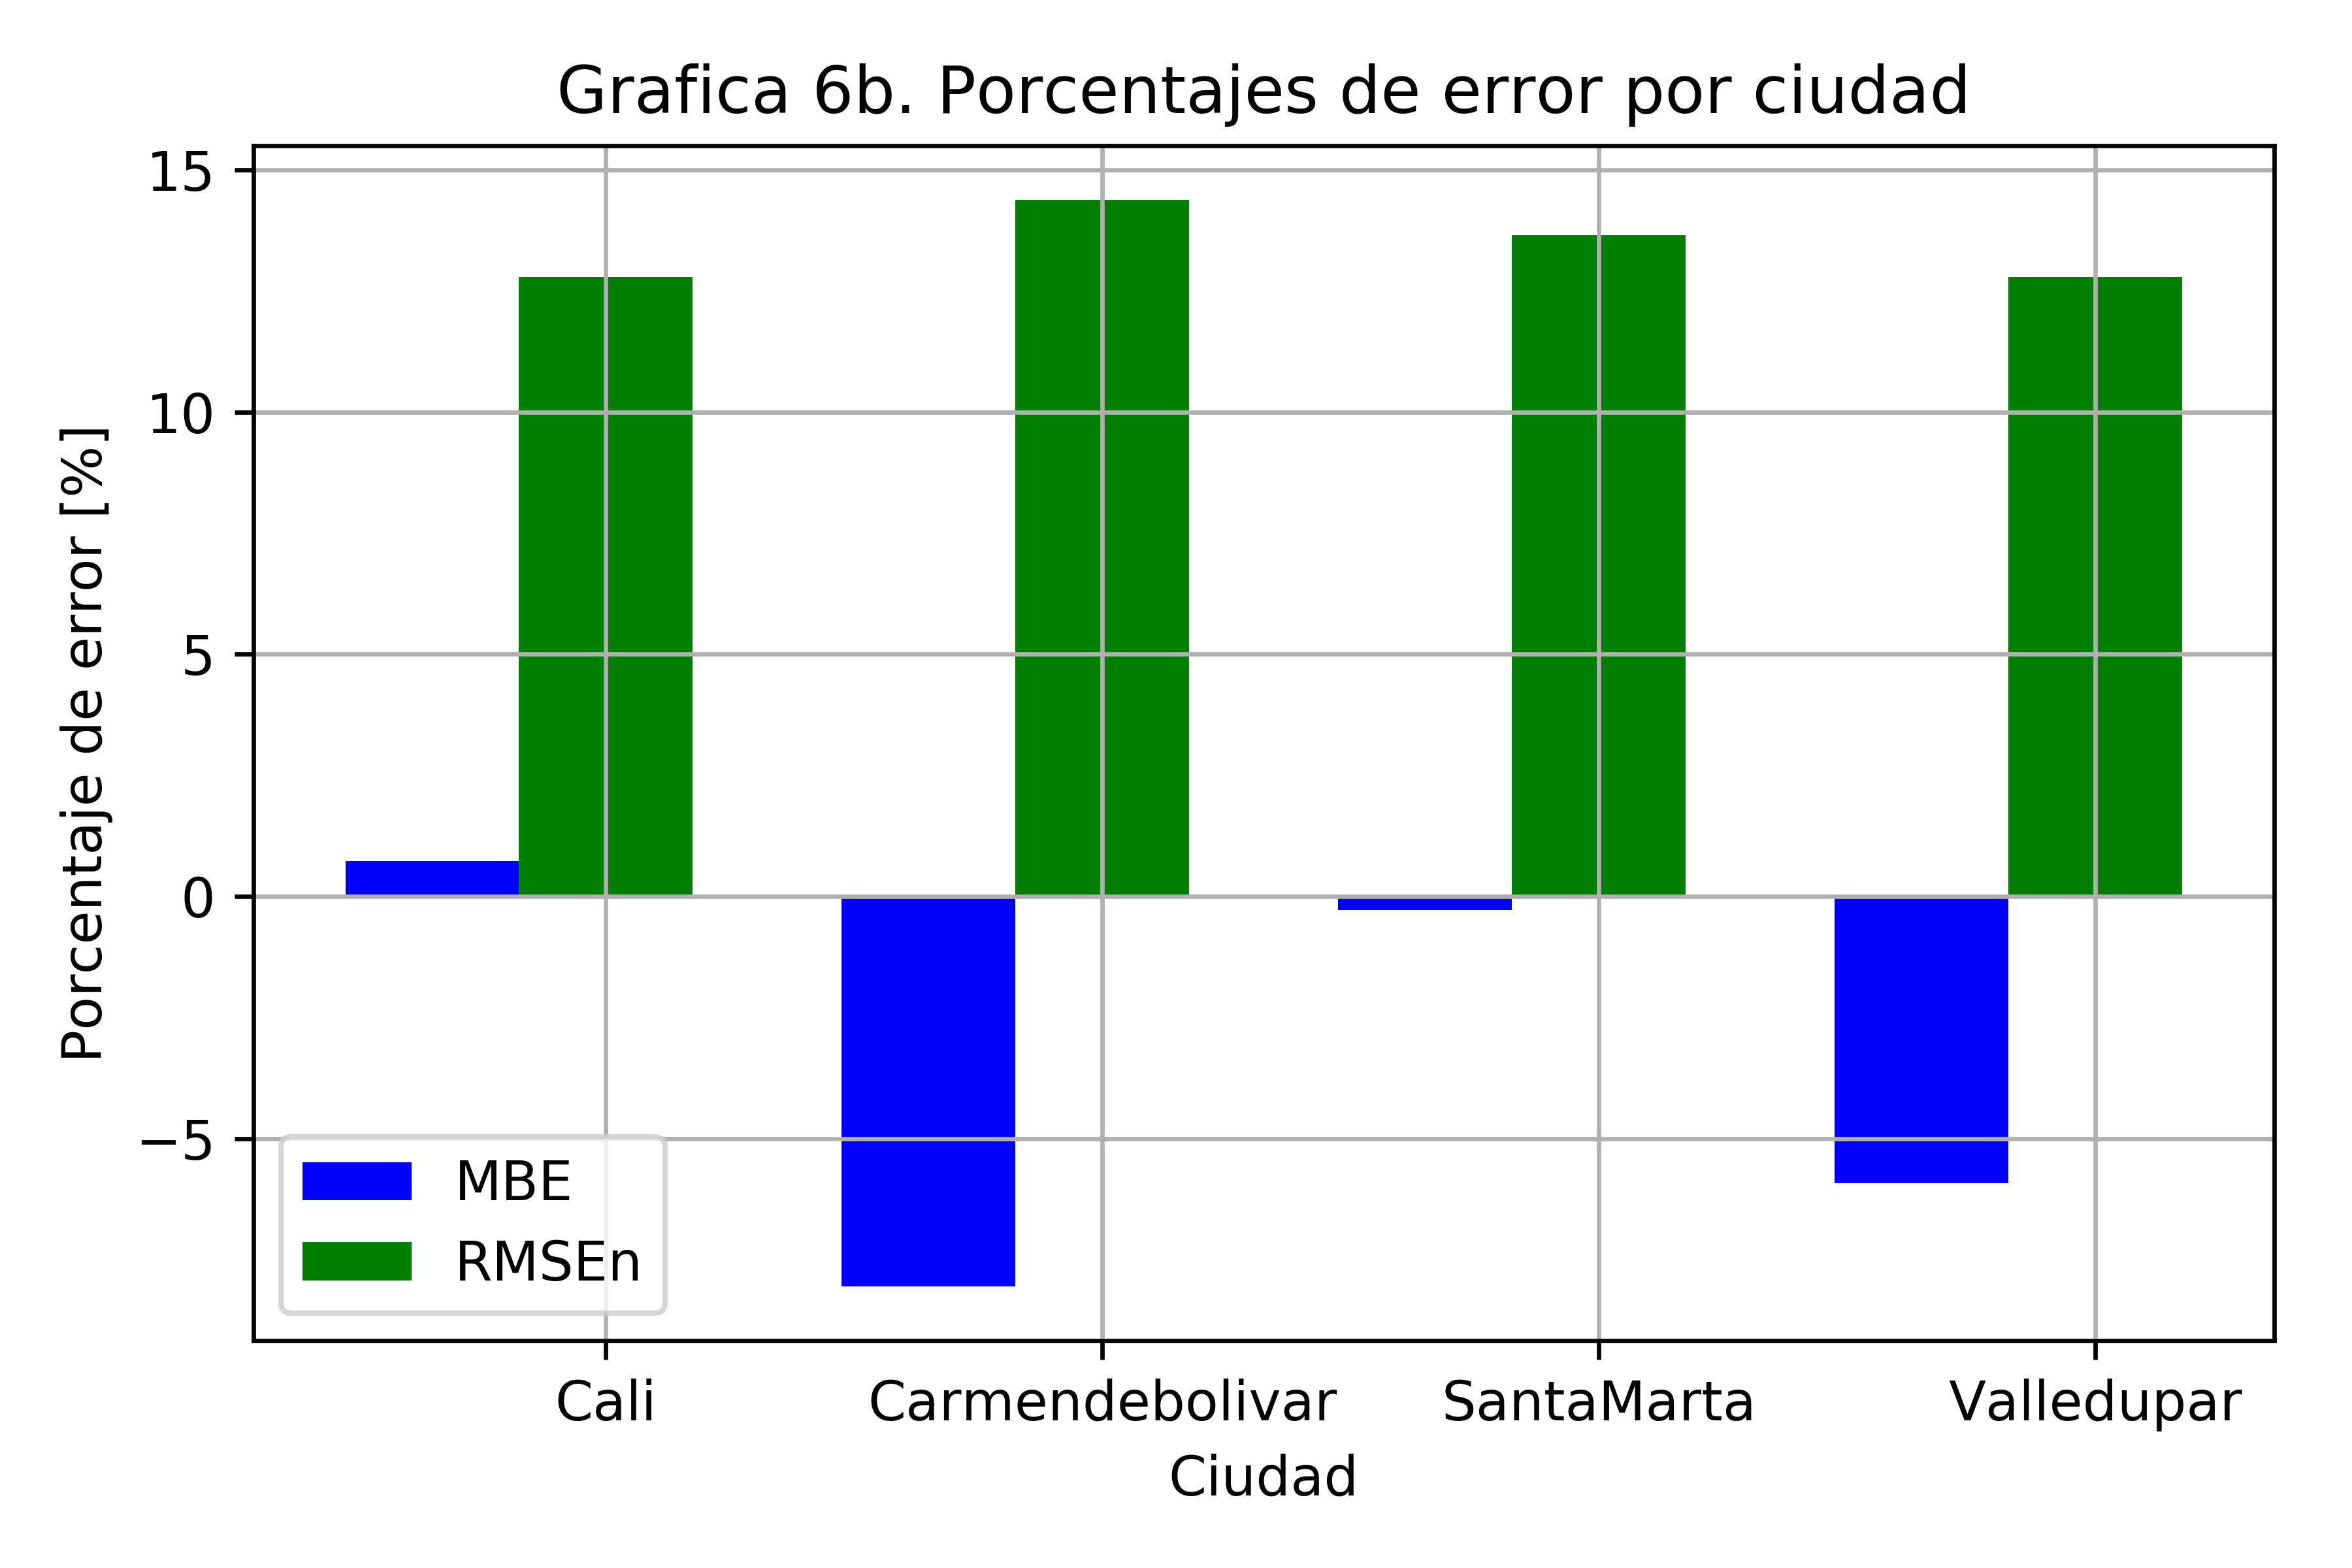 Grafica 6b. Porcentajes de error por ciudad
Porcentaje de error [%]
15
10
5
0
−5
MBE
RMSEn
Cali Carmendebolivar SantaMarta Valledupar
Ciudad